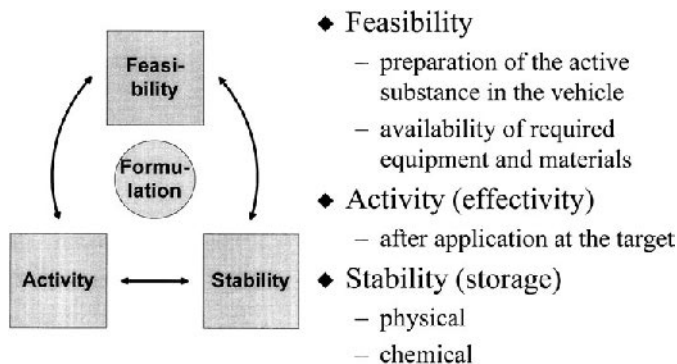 Feasi-
bility
Formu-
lation
Activity
Stability
◆ Feasibility
– preparation of the active
substance in the vehicle
– availability of required
equipment and materials
◆ Activity (effectivity)
– after application at the target
◆ Stability (storage)
– physical
– chemical